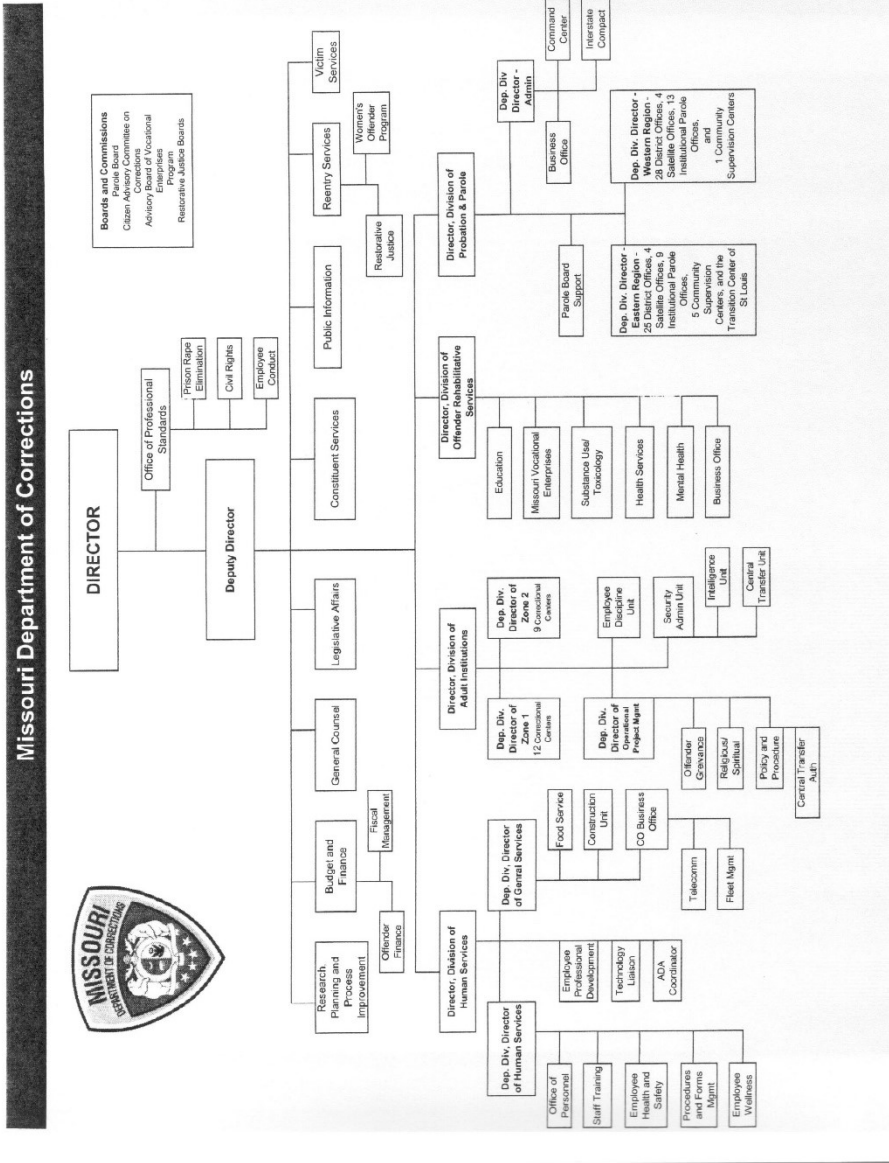 Missouri Department of Corrections
MISSOURI
DEPARTMENT OF CORRECTIONS
DIRECTOR
Boards and Commissions
Parole Board
Citizen Advisory Committee on
Corrections
Advisory Board of Vocational
Enterprises
Program
Restorative Justice Boards
Office of Professional
Standards
Prison Rape
Elimination
Civil Rights
Employee
Conduct
Deputy Director
Research,
Planning and
Process
Improvement
Budget and
Finance
Offender
Finance
Fiscal
Management
General Counsel
Legislative Affairs
Constituent Services
Public Information
Reentry Services
Restorative
Justice
Women's
Offender
Program
Victim
Services
Director, Division of
Human Services
Dep. Div, Director
of Human Services
Office of
Personnel
Staff Training
Employee
Health and
Safety
Procedures
and Forms
Mgmt
Employee
Wellness
Employee
Professional
Development
Technology
Liaison
ADA
Coordinator
Dep. Div, Director
of Genral Services
Food Service
Construction
Unit
CO Business
Office
Telecomm
Fleet Mgmt
Director, Division of
Adult Institutions
Dep. Div.
Director of
Zone 1
12 Correctional
Centers
Dep. Div.
Director of
Zone 2
9 Correctional
Centers
Dep. Div.
Director of
Operational
Project Mgmt
Offender
Greivance
Religious/
Spiritual
Policy and
Procedure
Central Transfer
Auth
Employee
Discipline
Unit
Security
Admin Unit
Intelligence
Unit
Central
Transfer Unit
Director, Division of
Offender Rehabilitative
Services
Education
Missouri Vocational
Enterprises
Substance Use/
Toxicology
Health Services
Mental Health
Business Office
Director, Division of
Probation & Parole
Parole Board
Support
Dep. Div
Director -
Admin
Business
Office
Command
Center
Interstate
Compact
Dep. Div. Director -
Eastern Region -
25 District Offices, 4
Satellite Offices, 9
Institutional Parole
Offices,
5 Community
Supervision
Centers, and the
Transition Center of
St Louis
Dep. Div. Director -
Western Region -
28 District Offices, 4
Satellite Offices, 13
Institutional Parole
Offices,
and
1 Community
Supervision Centers